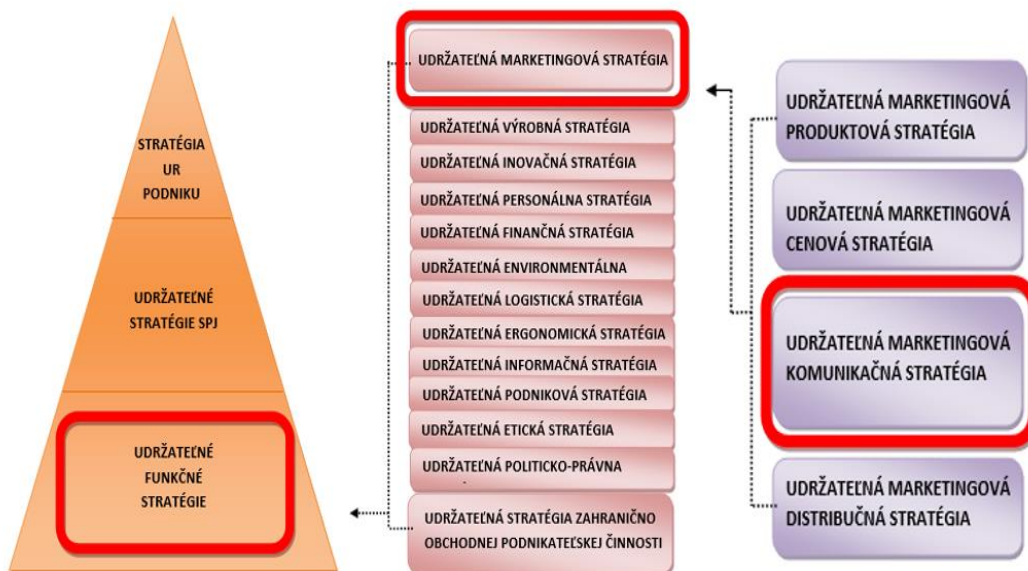 STRATÉGIA
UR
PODNIKU
UDRŽATEĽNÉ
STRATÉGIE SPJ
UDRŽATEĽNÉ
FUNKČNÉ
STRATÉGIE
UDRŽATEĽNÁ MARKETINGOVÁ STRATÉGIA
UDRŽATEĽNÁ VÝROBNÁ STRATÉGIA
UDRŽATEĽNÁ INOVAČNÁ STRATÉGIA
UDRŽATEĽNÁ PERSONÁLNA STRATÉGIA
UDRŽATEĽNÁ FINANČNÁ STRATÉGIA
UDRŽATEĽNÁ ENVIRONMENTÁLNA
UDRŽATEĽNÁ LOGISTICKÁ STRATÉGIA
UDRŽATEĽNÁ ERGONOMICKÁ STRATÉGIA
UDRŽATEĽNÁ INFORMAČNÁ STRATÉGIA
UDRŽATEĽNÁ PODNIKOVÁ STRATÉGIA
UDRŽATEĽNÁ ETICKÁ STRATÉGIA
UDRŽATEĽNÁ POLITICKO-PRÁVNA
UDRŽATEĽNÁ STRATÉGIA ZAHRANIČNO
OBCHODNEJ PODNIKATEĽSKEJ ČINNOSTI
UDRŽATEĽNÁ MARKETINGOVÁ
PRODUKTOVÁ STRATÉGIA
UDRŽATEĽNÁ MARKETINGOVÁ
CENOVÁ STRATÉGIA
UDRŽATEĽNÁ MARKETINGOVÁ
KOMUNIKAČNÁ STRATÉGIA
UDRŽATEĽNÁ MARKETINGOVÁ
DISTRIBUČNÁ STRATÉGIA